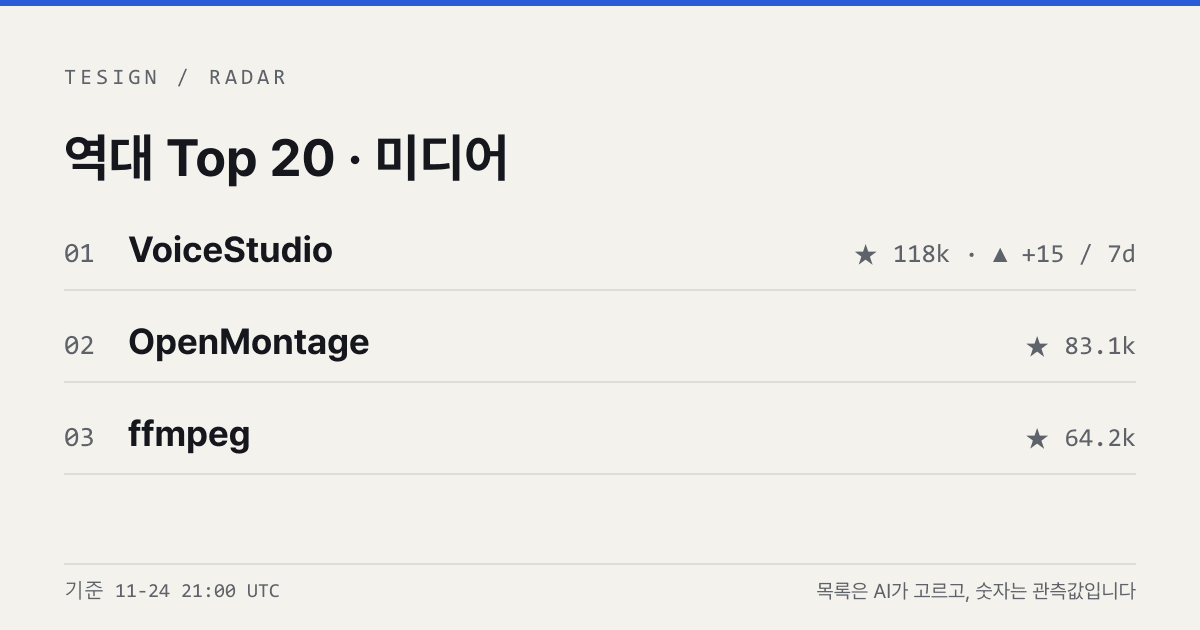 TESIGN / RADAR
역대 Top 20 · 미디어
01 VoiceStudio ★ 118k · ▲ +15 / 7d
02 OpenMontage ★ 83.1k
03 ffmpeg ★ 64.2k
기준 11-24 21:00 UTC 목록은 AI가 고르고, 숫자는 관측값입니다